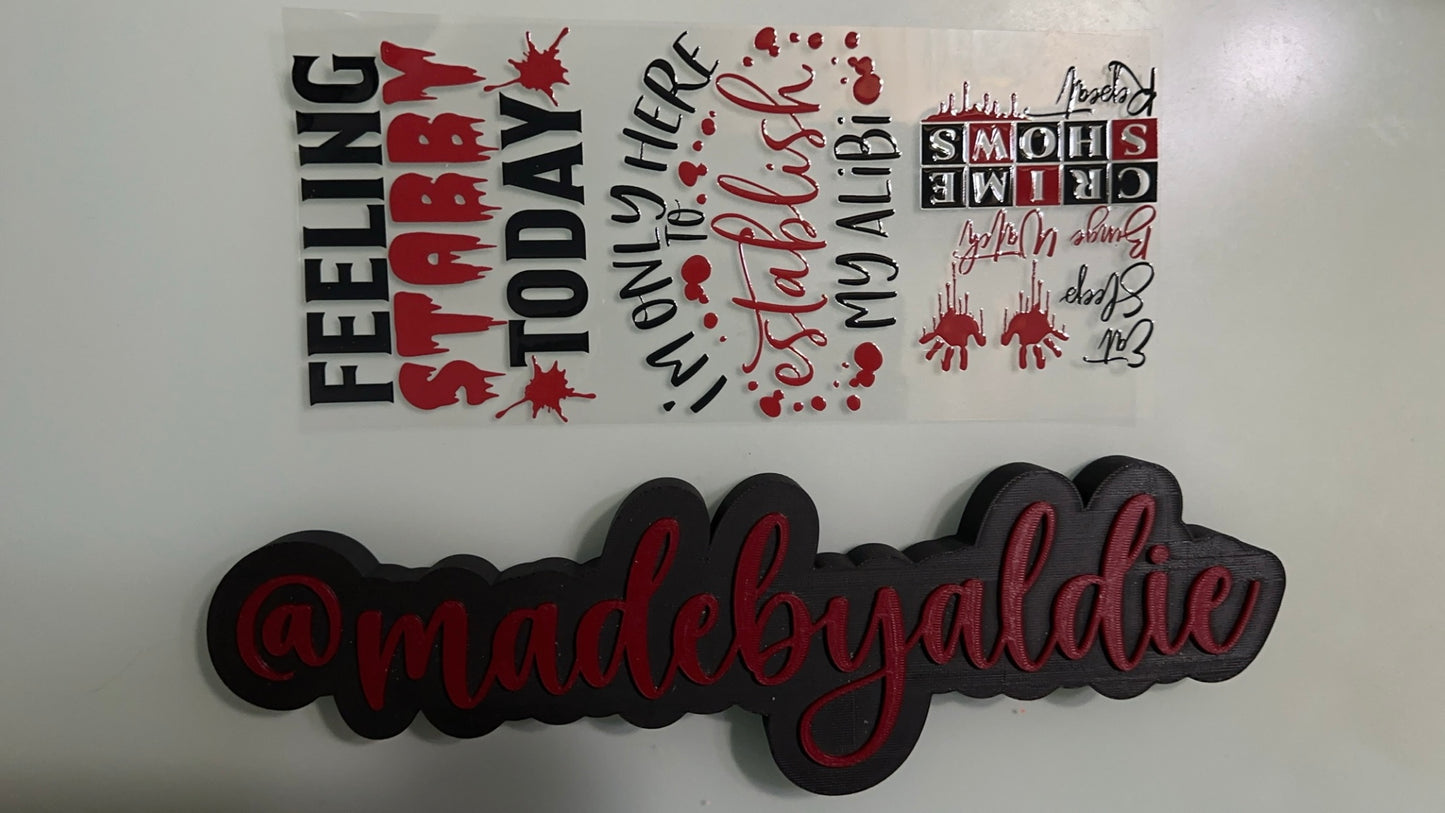 FEELING
STABBY
TODAY
I'M ONLY HERE
TO
establish
MY ALiBi
Eat
Sleep
Binge Watch
CRIME
SHOWS
Repeat
@madebyaldie